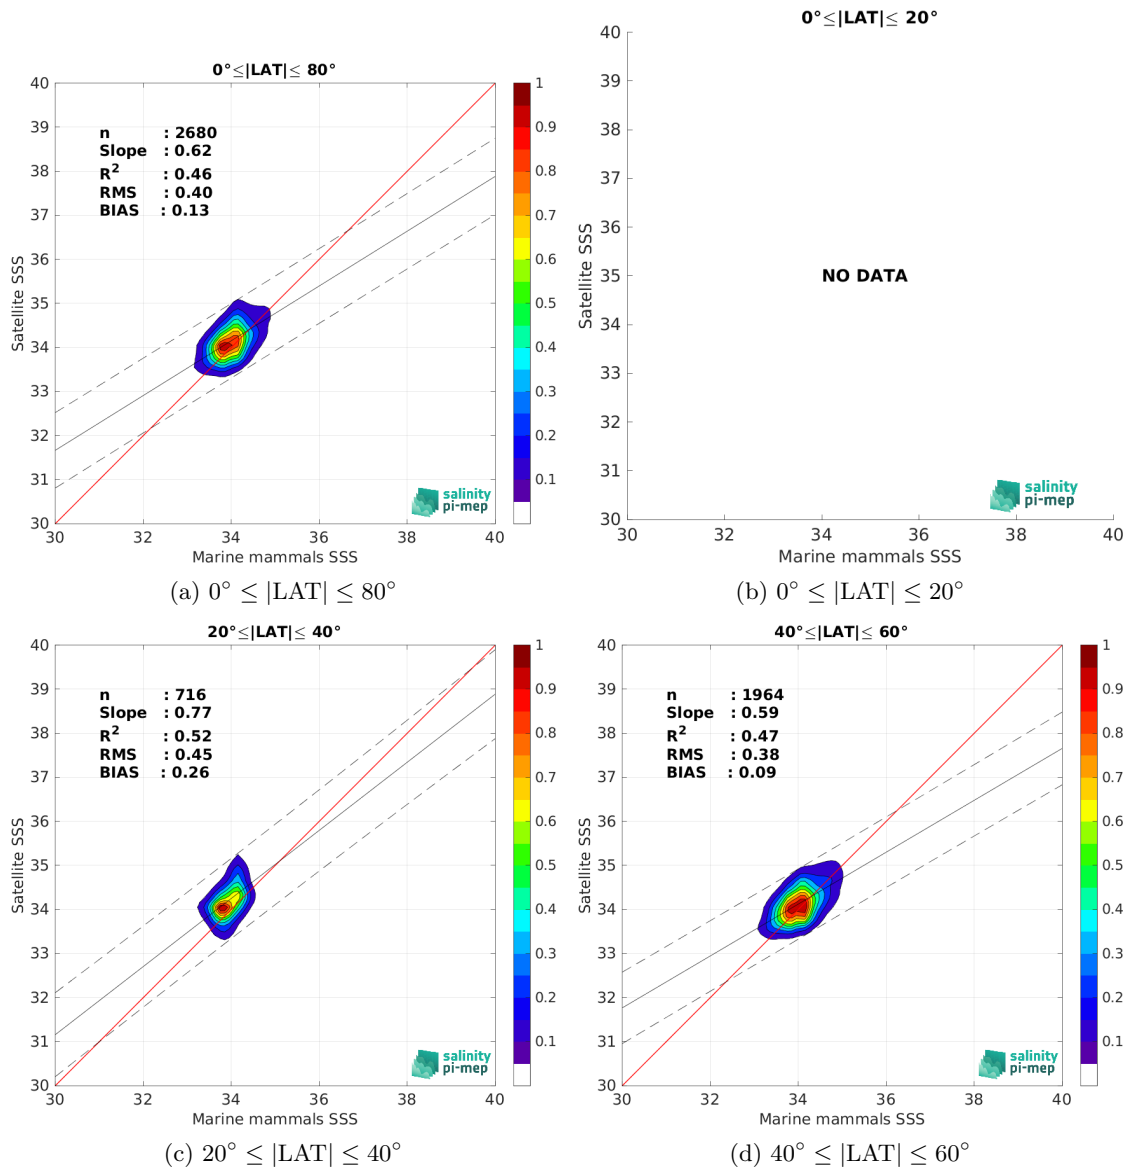 0°≤|LAT|≤ 80°
40
39
38
37
36
35
34
33
32
31
30
Satellite SSS
n : 2680
Slope : 0.62
R² : 0.46
RMS : 0.40
BIAS : 0.13
salinity
pi-mep
30 32 34 36 38 40
Marine mammals SSS
1
0.9
0.8
0.7
0.6
0.5
0.4
0.3
0.2
0.1
(a) 0° ≤ |LAT| ≤ 80°
0°≤|LAT|≤ 20°
40
39
38
37
36
35
34
33
32
31
30
Satellite SSS
NO DATA
salinity
pi-mep
30 32 34 36 38 40
Marine mammals SSS
(b) 0° ≤ |LAT| ≤ 20°
20°≤|LAT|≤ 40°
40
39
38
37
36
35
34
33
32
31
30
Satellite SSS
n : 716
Slope : 0.77
R² : 0.52
RMS : 0.45
BIAS : 0.26
salinity
pi-mep
30 32 34 36 38 40
Marine mammals SSS
1
0.9
0.8
0.7
0.6
0.5
0.4
0.3
0.2
0.1
(c) 20° ≤ |LAT| ≤ 40°
40°≤|LAT|≤ 60°
40
39
38
37
36
35
34
33
32
31
30
Satellite SSS
n : 1964
Slope : 0.59
R² : 0.47
RMS : 0.38
BIAS : 0.09
salinity
pi-mep
30 32 34 36 38 40
Marine mammals SSS
1
0.9
0.8
0.7
0.6
0.5
0.4
0.3
0.2
0.1
(d) 40° ≤ |LAT| ≤ 60°